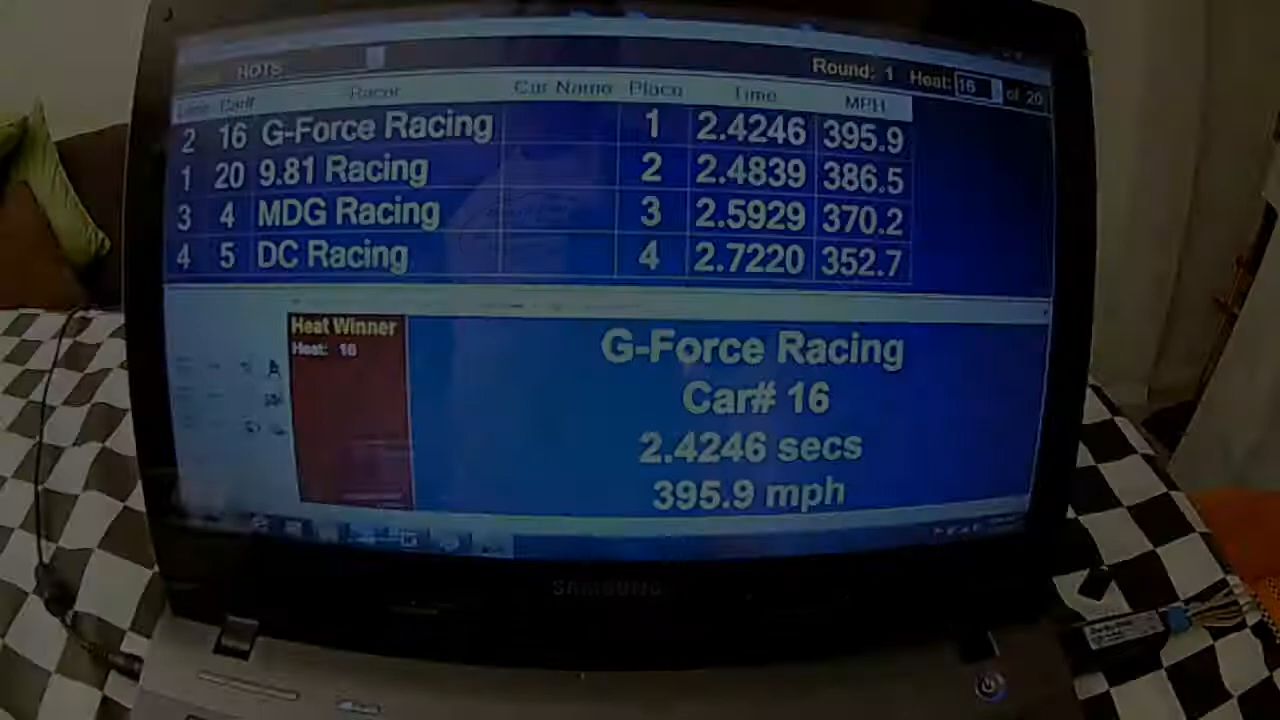 HOTS Round: 1 Heat: 16 of 20
Lane Car# Racer Car Name Place Time MPH
2 16 G-Force Racing 1 2.4246 395.9
1 20 9.81 Racing 2 2.4839 386.5
3 4 MDG Racing 3 2.5929 370.2
4 5 DC Racing 4 2.7220 352.7
Heat Winner
Heat: 16
G-Force Racing
Car# 16
2.4246 secs
395.9 mph
SAMSUNG